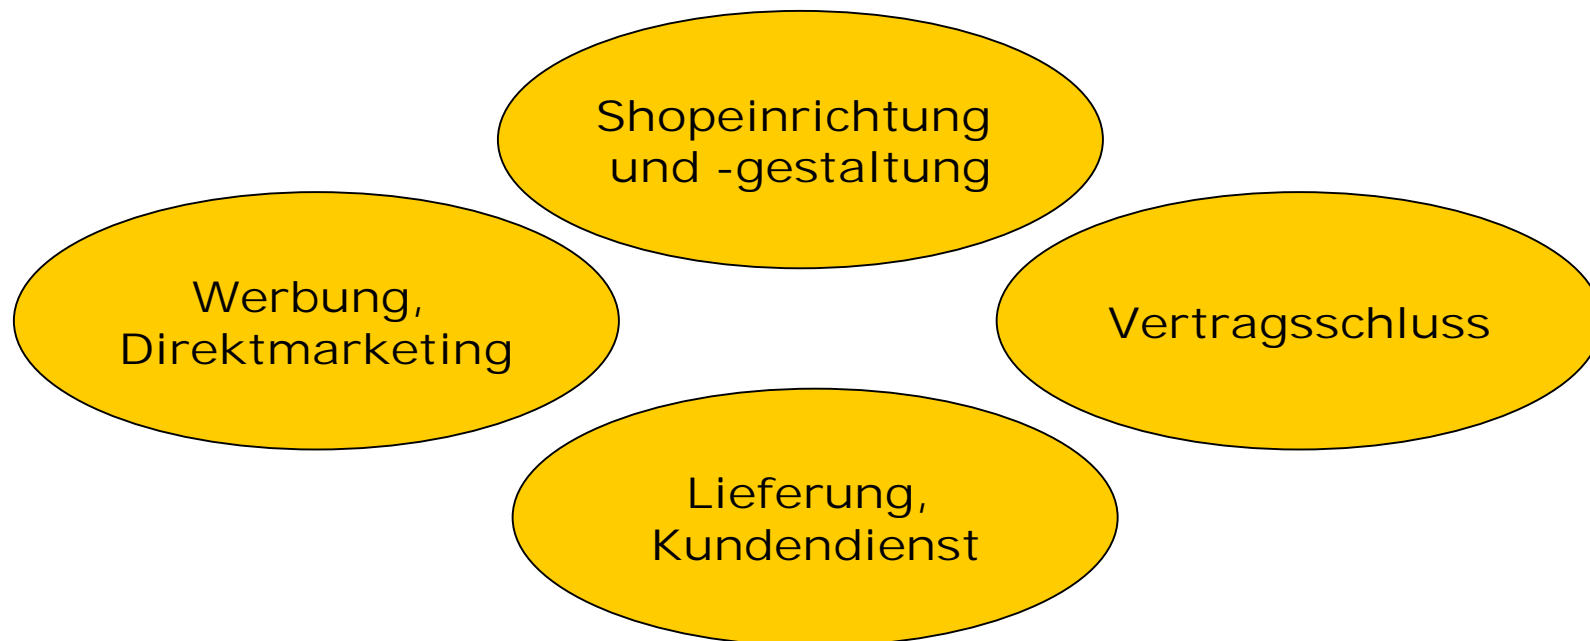 Shopeinrichtung
und -gestaltung
Werbung,
Direktmarketing
Vertragsschluss
Lieferung,
Kundendienst